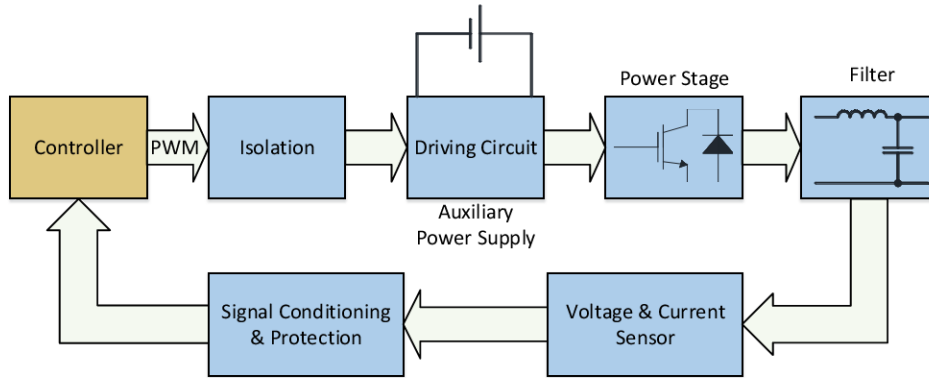 Power Stage
Filter
Controller
PWM
Isolation
Driving Circuit
Auxiliary
Power Supply
Signal Conditioning
& Protection
Voltage & Current
Sensor